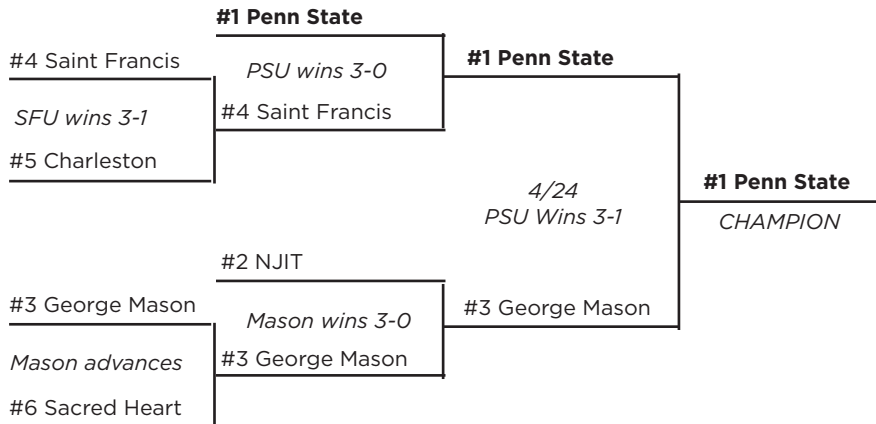 #1 Penn State
#4 Saint Francis
PSU wins 3-0
#1 Penn State
SFU wins 3-1
#4 Saint Francis
#5 Charleston
4/24
PSU Wins 3-1
#1 Penn State
CHAMPION
#2 NJIT
#3 George Mason
Mason wins 3-0
#3 George Mason
Mason advances
#3 George Mason
#6 Sacred Heart